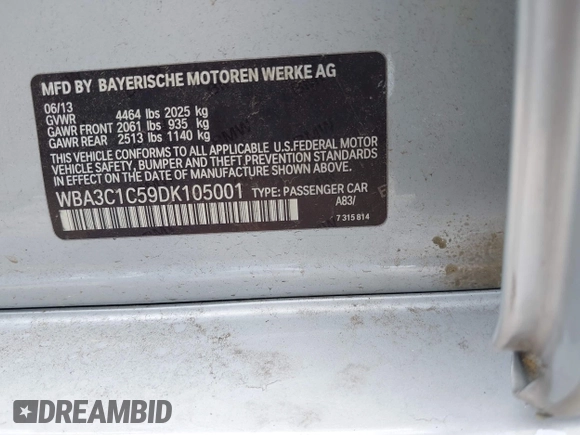 MFD BY BAYERISCHE MOTOREN WERKE AG
06/13
GVWR 4464 lbs 2025 kg
GAWR FRONT 2061 lbs 935 kg
GAWR REAR 2513 lbs 1140 kg
THIS VEHICLE CONFORMS TO ALL APPLICABLE U.S.FEDERAL MOTOR
VEHICLE SAFETY, BUMPER AND THEFT PREVENTION STANDARDS
IN EFFECT ON THE DATE OF MANUFACTURE SHOWN ABOVE.
WBA3C1C59DK105001 TYPE: PASSENGER CAR
A83/
7 315 814
DREAMBID